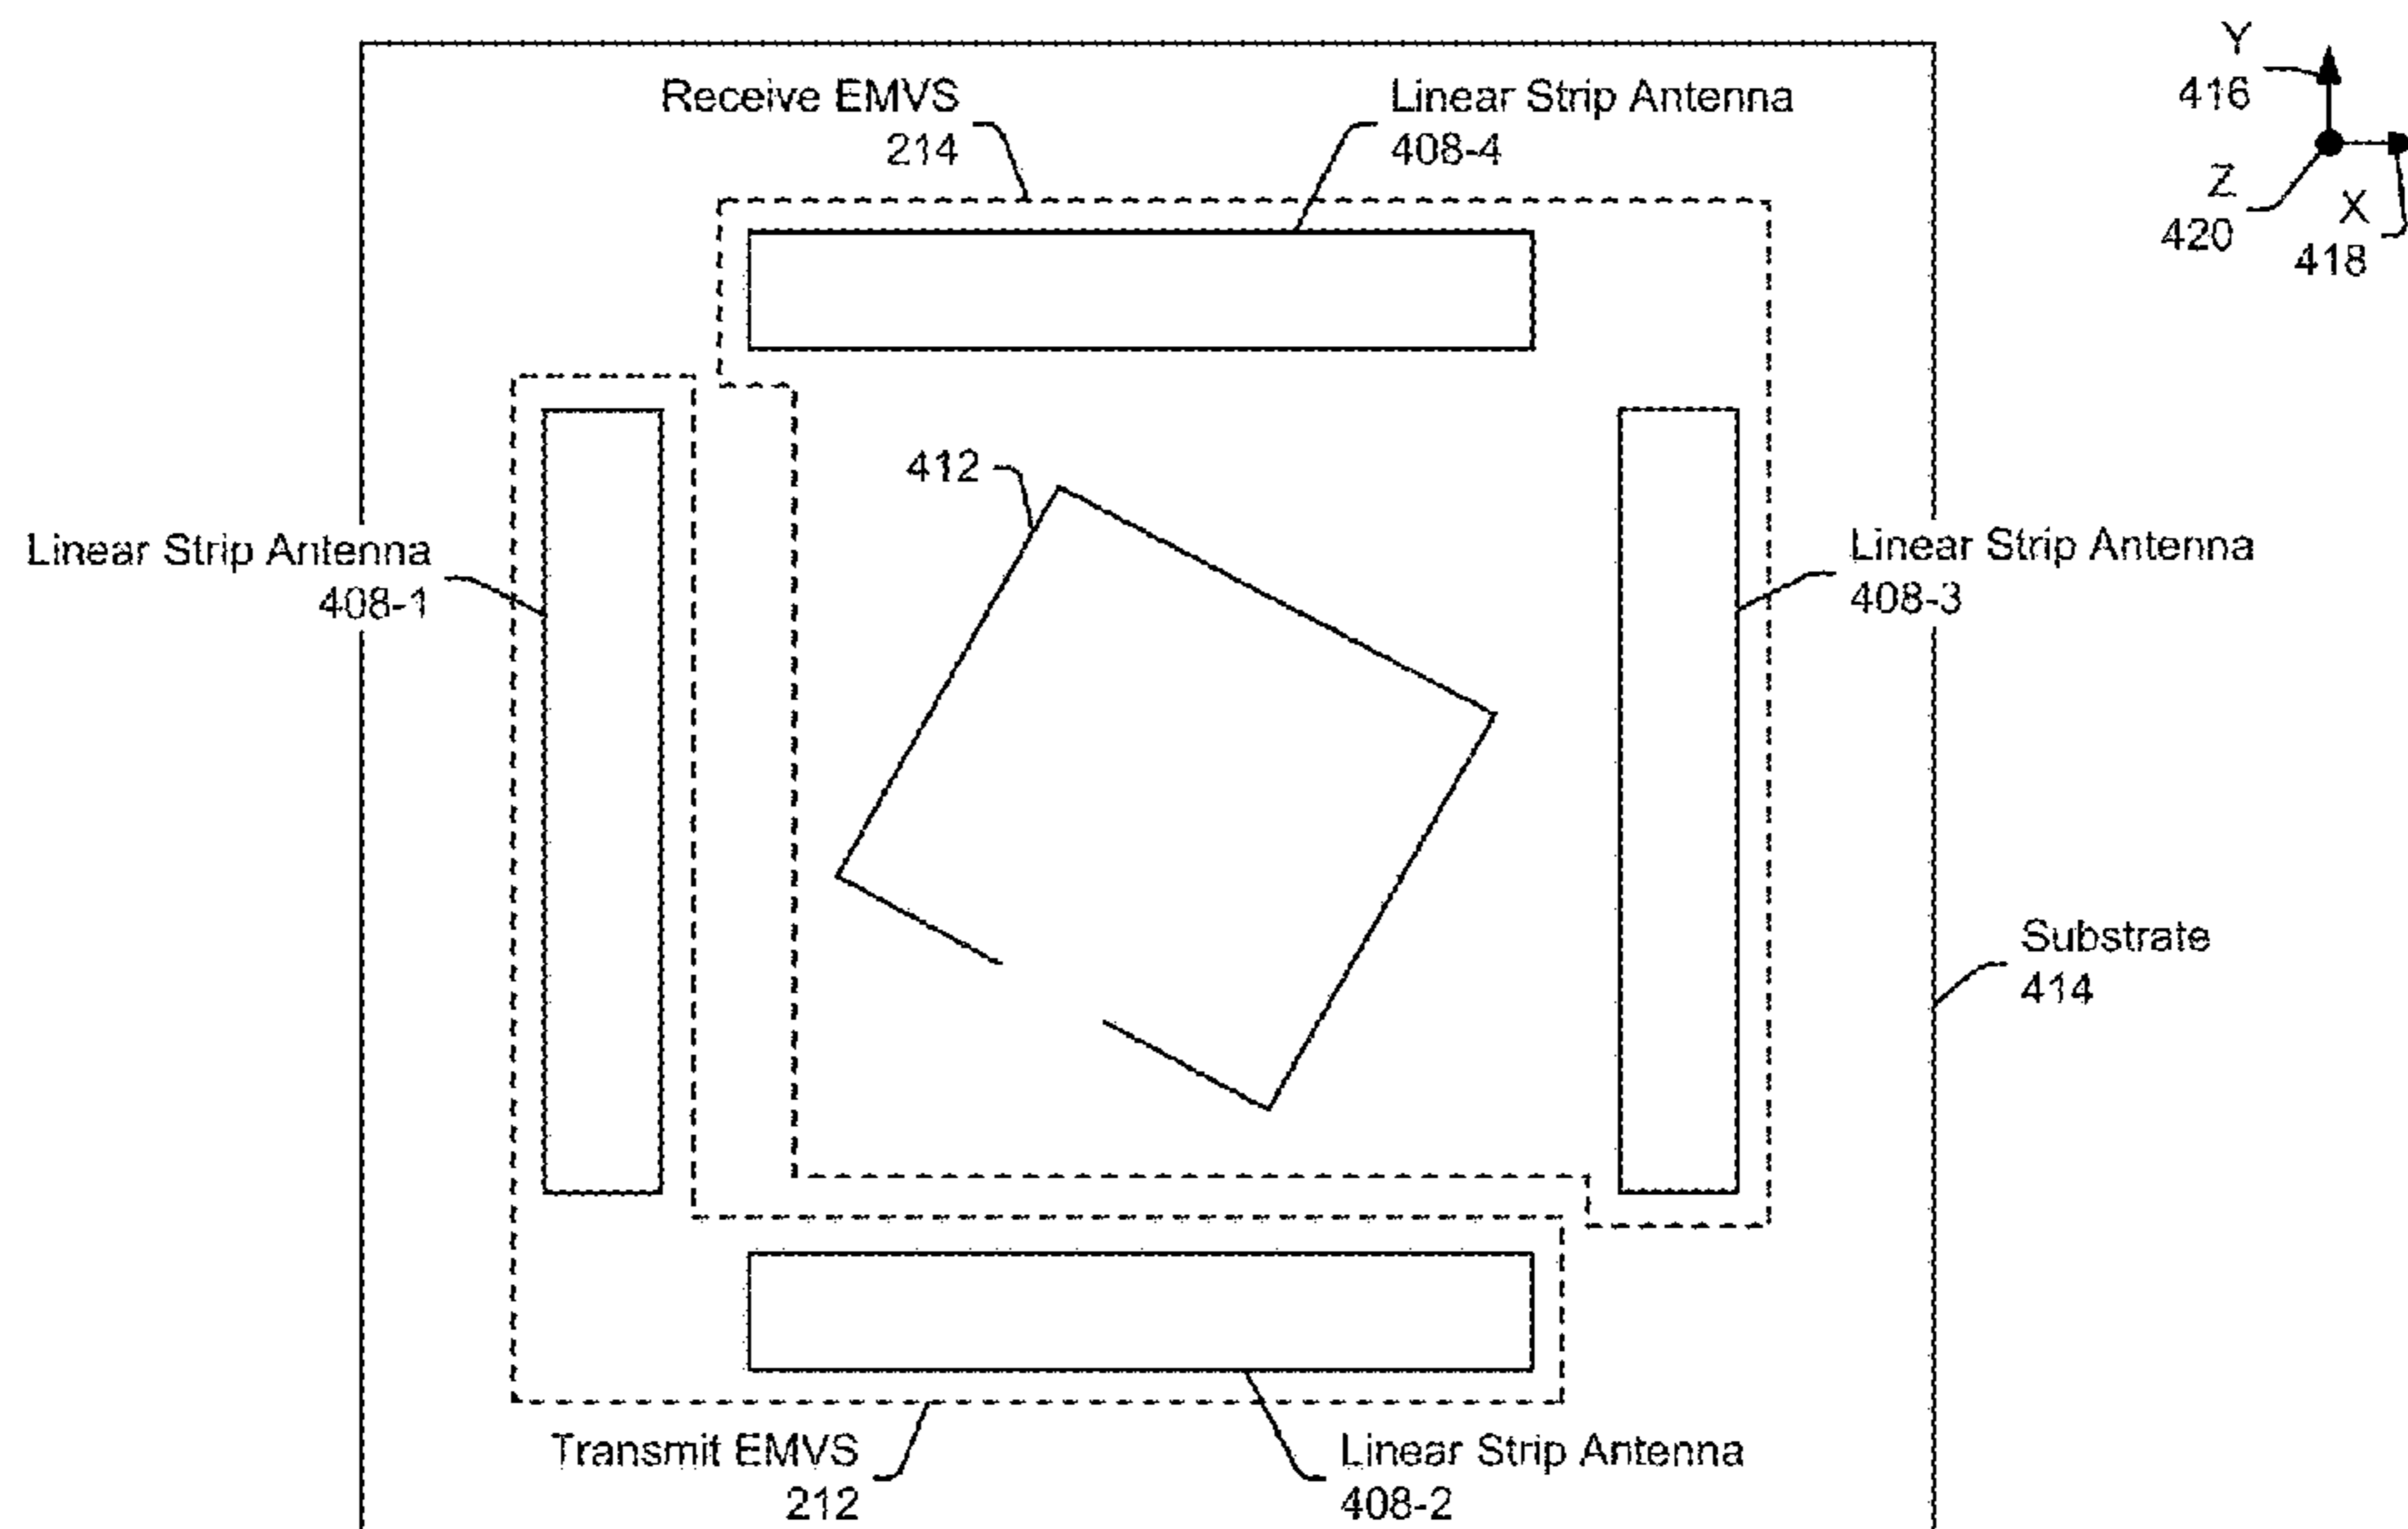 Y
416
Z
420
X
418
Receive EMVS
214
Linear Strip Antenna
408-4
412
Linear Strip Antenna
408-1
Linear Strip Antenna
408-3
Substrate
414
Transmit EMVS
212
Linear Strip Antenna
408-2